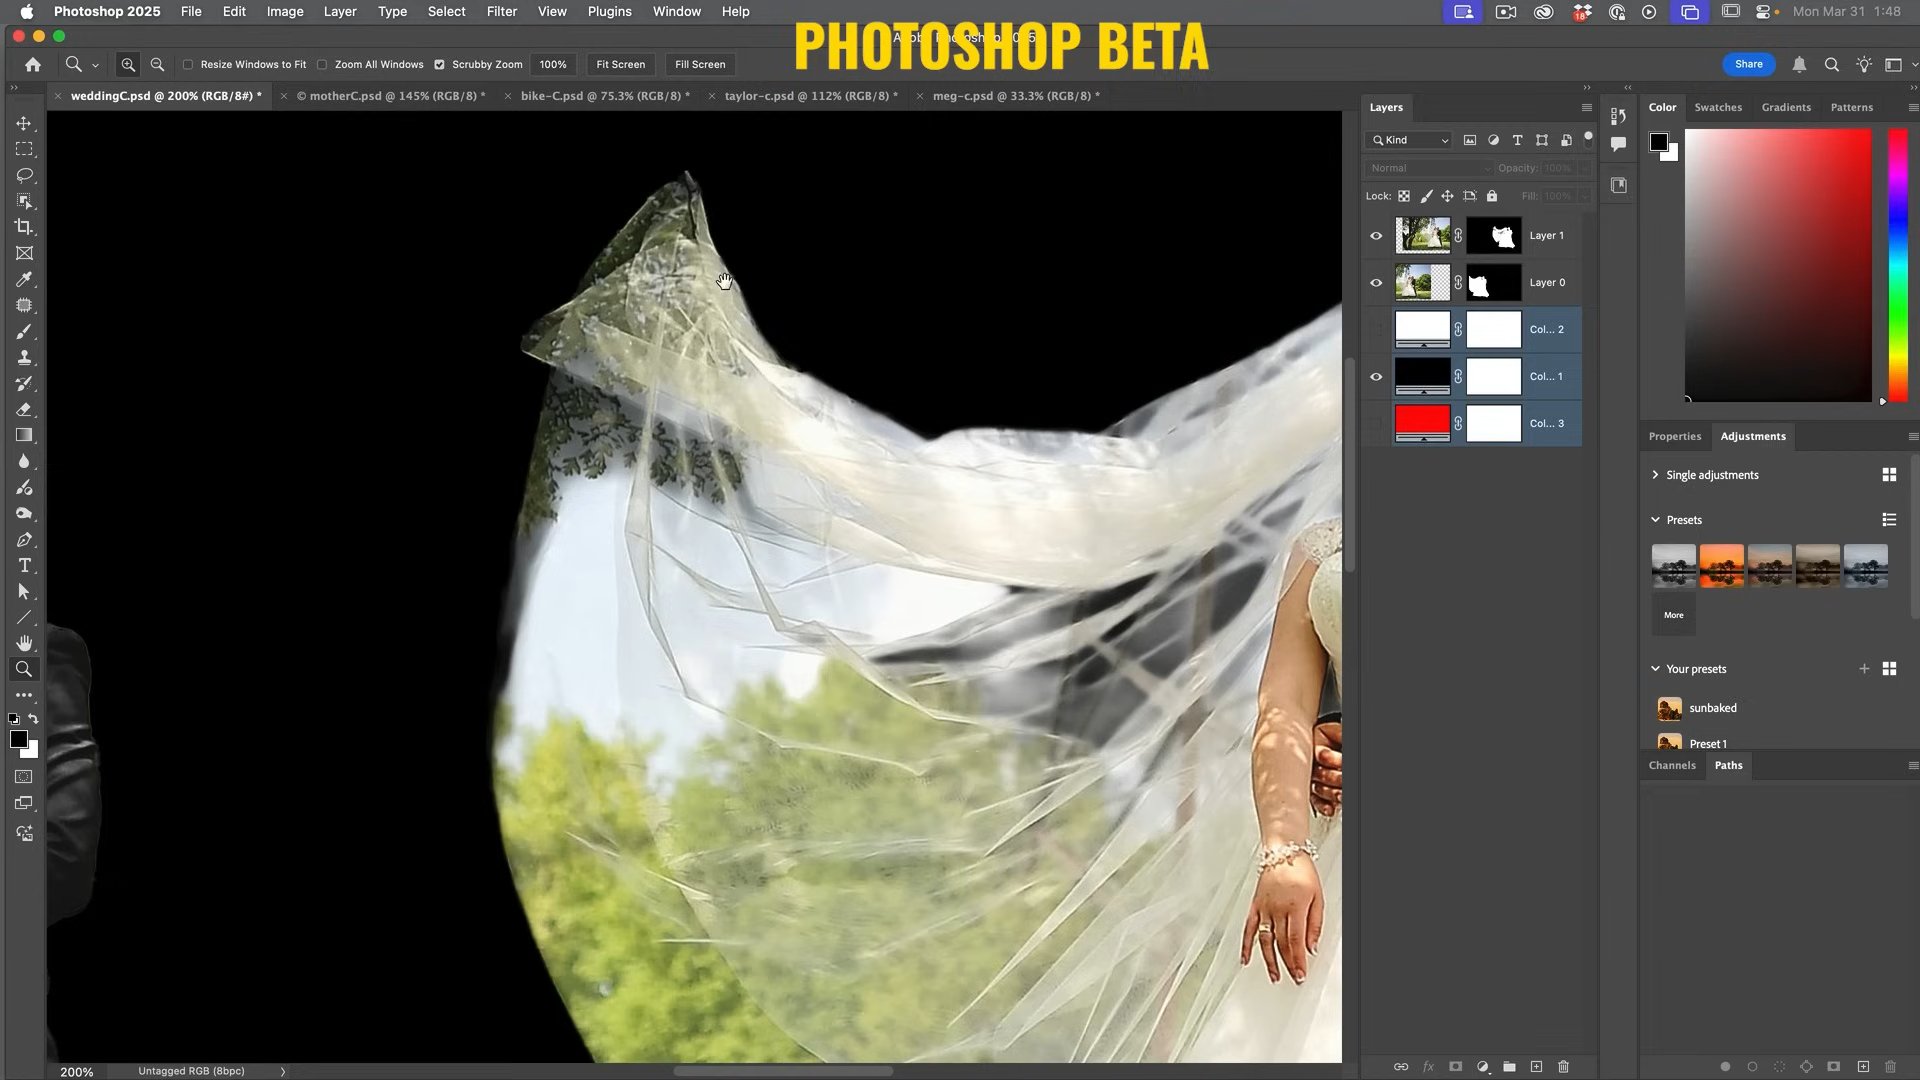 Photoshop 2025 File Edit Image Layer Type Select Filter View Plugins Window Help
18
Mon Mar 31 1:48
PHOTOSHOP BETA
Resize Windows to Fit Zoom All Windows Scrubby Zoom 100% Fit Screen Fill Screen
Share
weddingC.psd @ 200% (RGB/8#) *
© motherC.psd @ 145% (RGB/8) *
bike-C.psd @ 75.3% (RGB/8) *
taylor-c.psd @ 112% (RGB/8) *
meg-c.psd @ 33.3% (RGB/8) *
Layers
Kind
Normal Opacity: 100%
Lock: Fill: 100%
Layer 1
Layer 0
Col... 2
Col... 1
Col... 3
Color Swatches Gradients Patterns
Properties Adjustments
Single adjustments
Presets
More
Your presets
sunbaked
Preset 1
Channels Paths
200% Untagged RGB (8bpc)